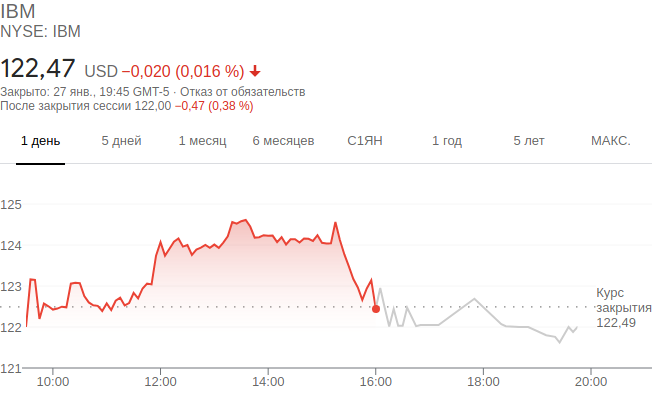 IBM
NYSE: IBM
122,47 USD −0,020 (0,016 %)
Закрыто: 27 янв., 19:45 GMT-5 · Отказ от обязательств
После закрытия сессии 122,00 −0,47 (0,38 %)
1 день 5 дней 1 месяц 6 месяцев С1ЯН 1 год 5 лет МАКС.
125
124
123
122
121
Курс
закрытия
122,49
10:00 12:00 14:00 16:00 18:00 20:00